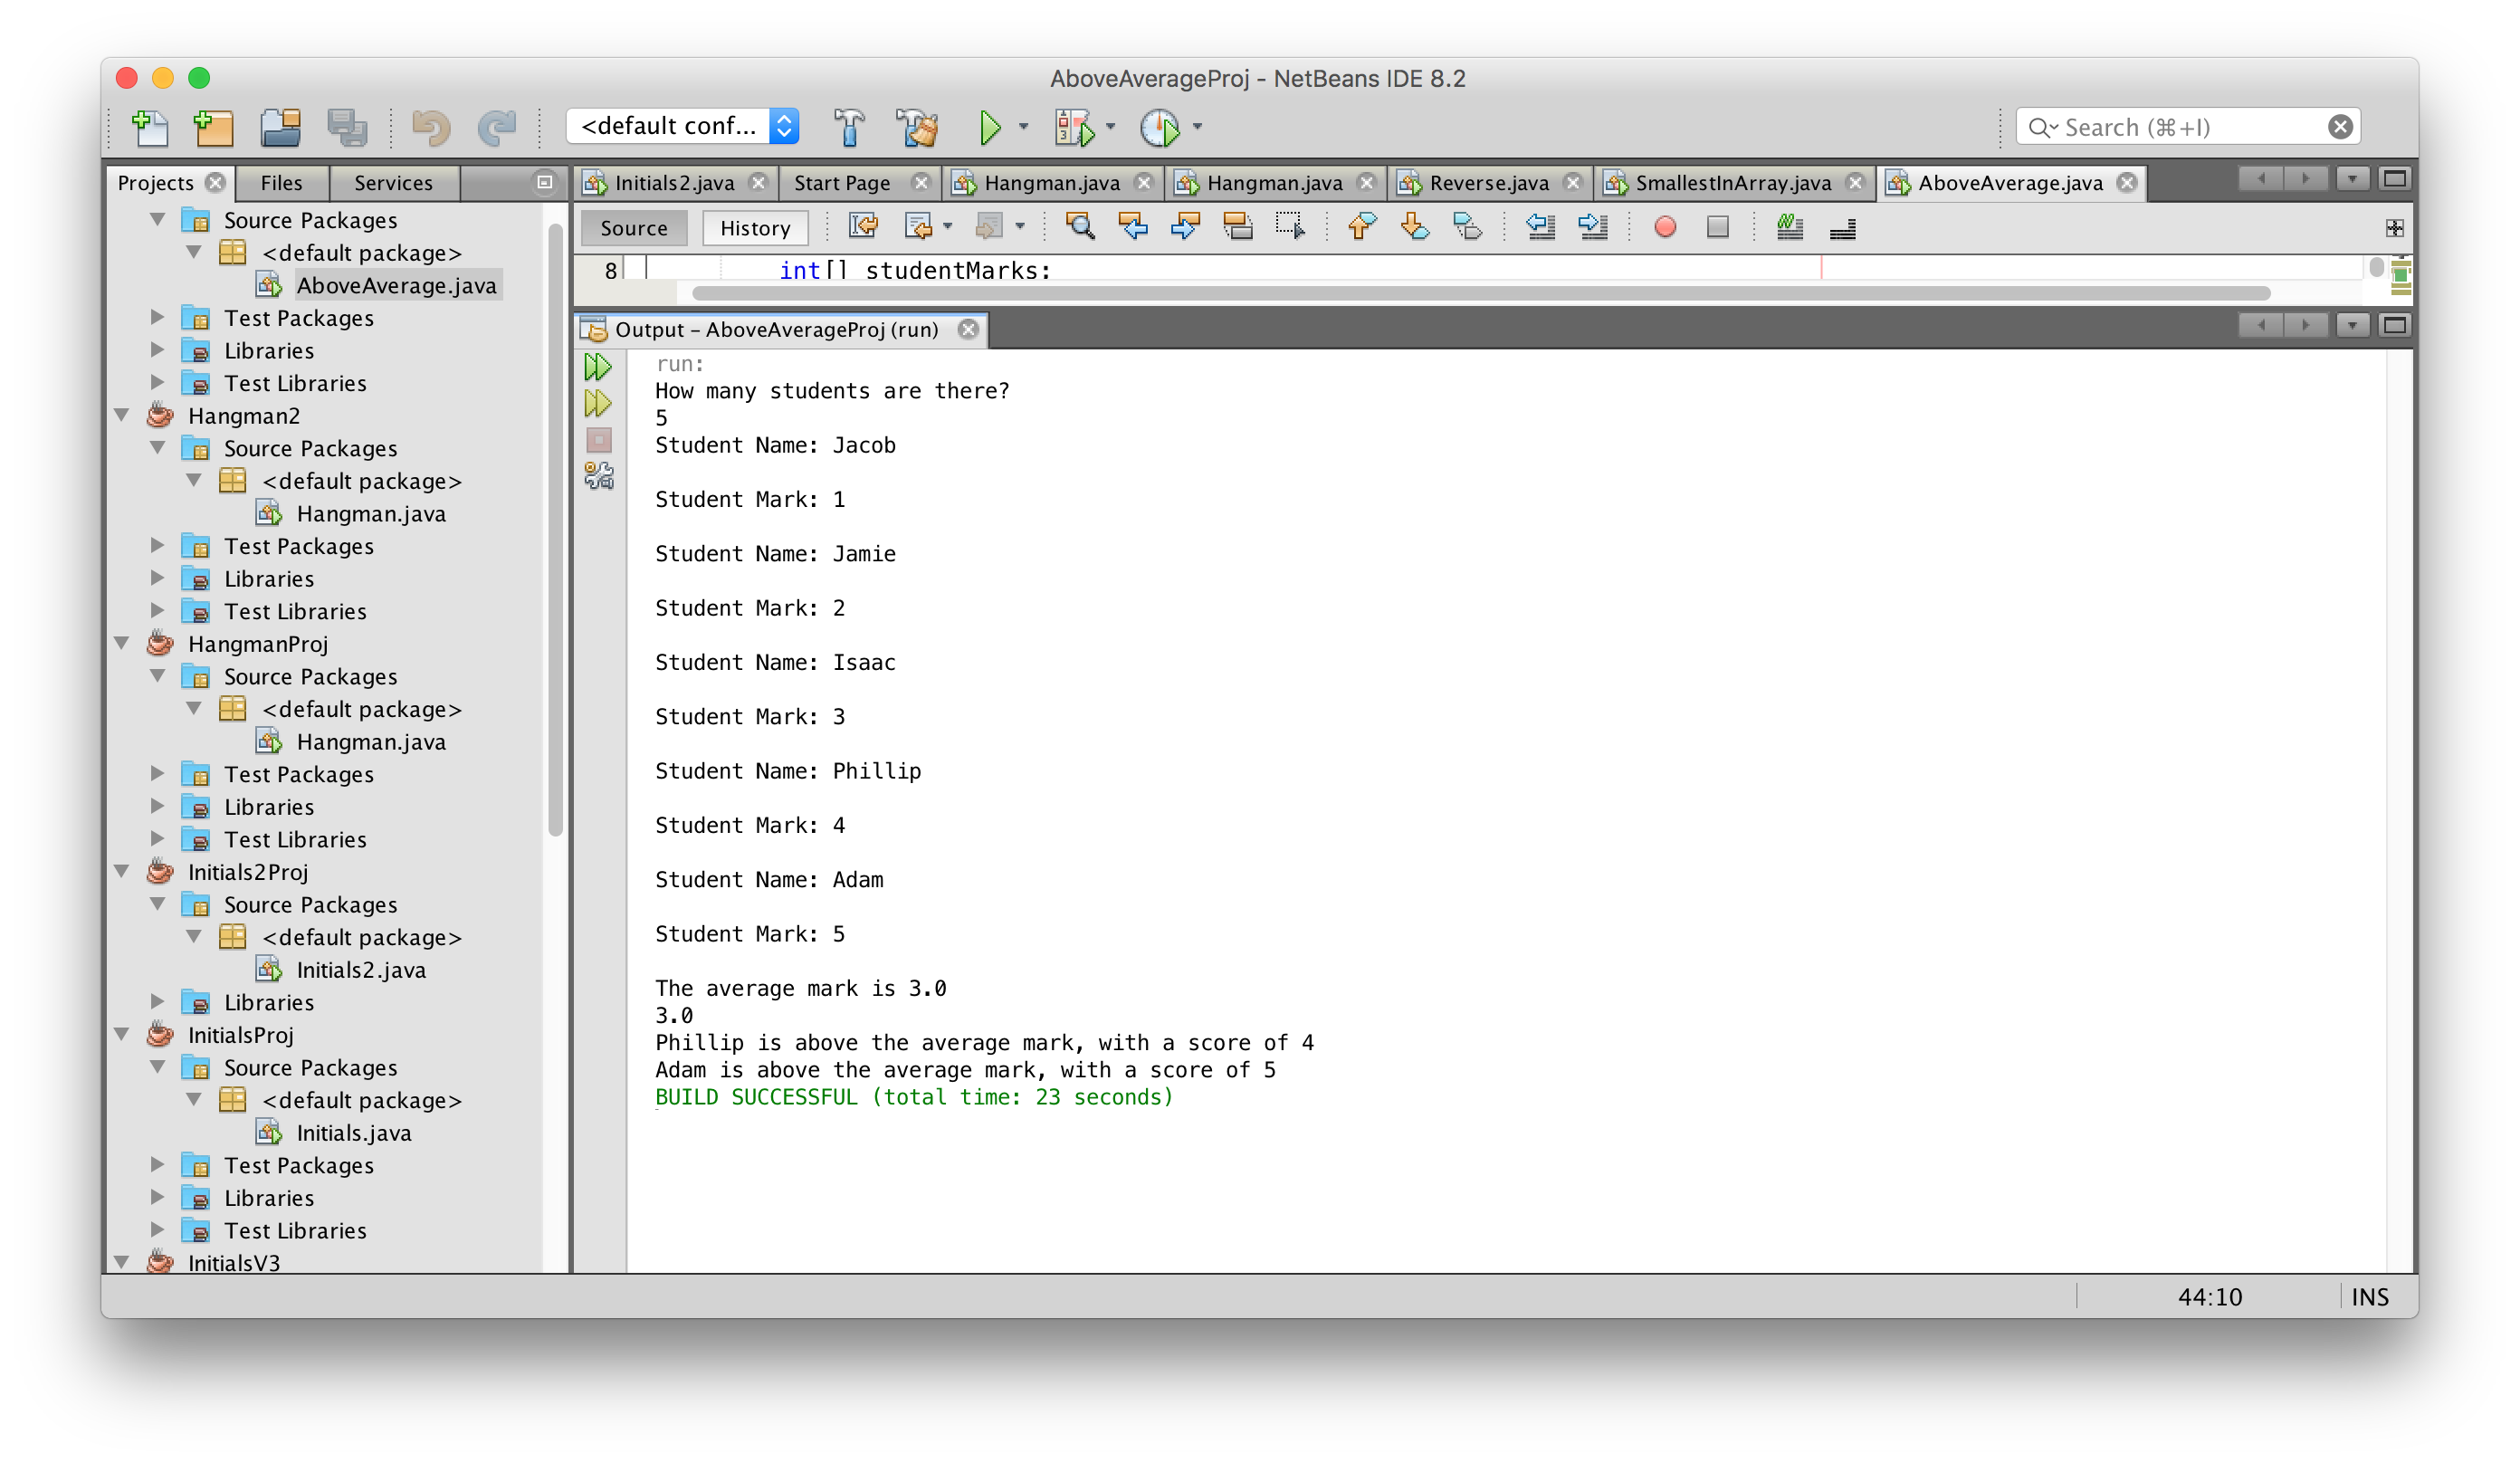 AboveAverageProj - NetBeans IDE 8.2
<default conf...
Search (⌘+I)
Projects
Files
Services
Source Packages
<default package>
AboveAverage.java
Test Packages
Libraries
Test Libraries
Hangman2
Source Packages
<default package>
Hangman.java
Test Packages
Libraries
Test Libraries
HangmanProj
Source Packages
<default package>
Hangman.java
Test Packages
Libraries
Test Libraries
Initials2Proj
Source Packages
<default package>
Initials2.java
Libraries
InitialsProj
Source Packages
<default package>
Initials.java
Test Packages
Libraries
Test Libraries
InitialsV3
Initials2.java
Start Page
Hangman.java
Hangman.java
Reverse.java
SmallestInArray.java
AboveAverage.java
Source
History
8 int[] studentMarks;
Output - AboveAverageProj (run)
run:
How many students are there?
5
Student Name: Jacob
Student Mark: 1
Student Name: Jamie
Student Mark: 2
Student Name: Isaac
Student Mark: 3
Student Name: Phillip
Student Mark: 4
Student Name: Adam
Student Mark: 5
The average mark is 3.0
3.0
Phillip is above the average mark, with a score of 4
Adam is above the average mark, with a score of 5
BUILD SUCCESSFUL (total time: 23 seconds)
44:10
INS